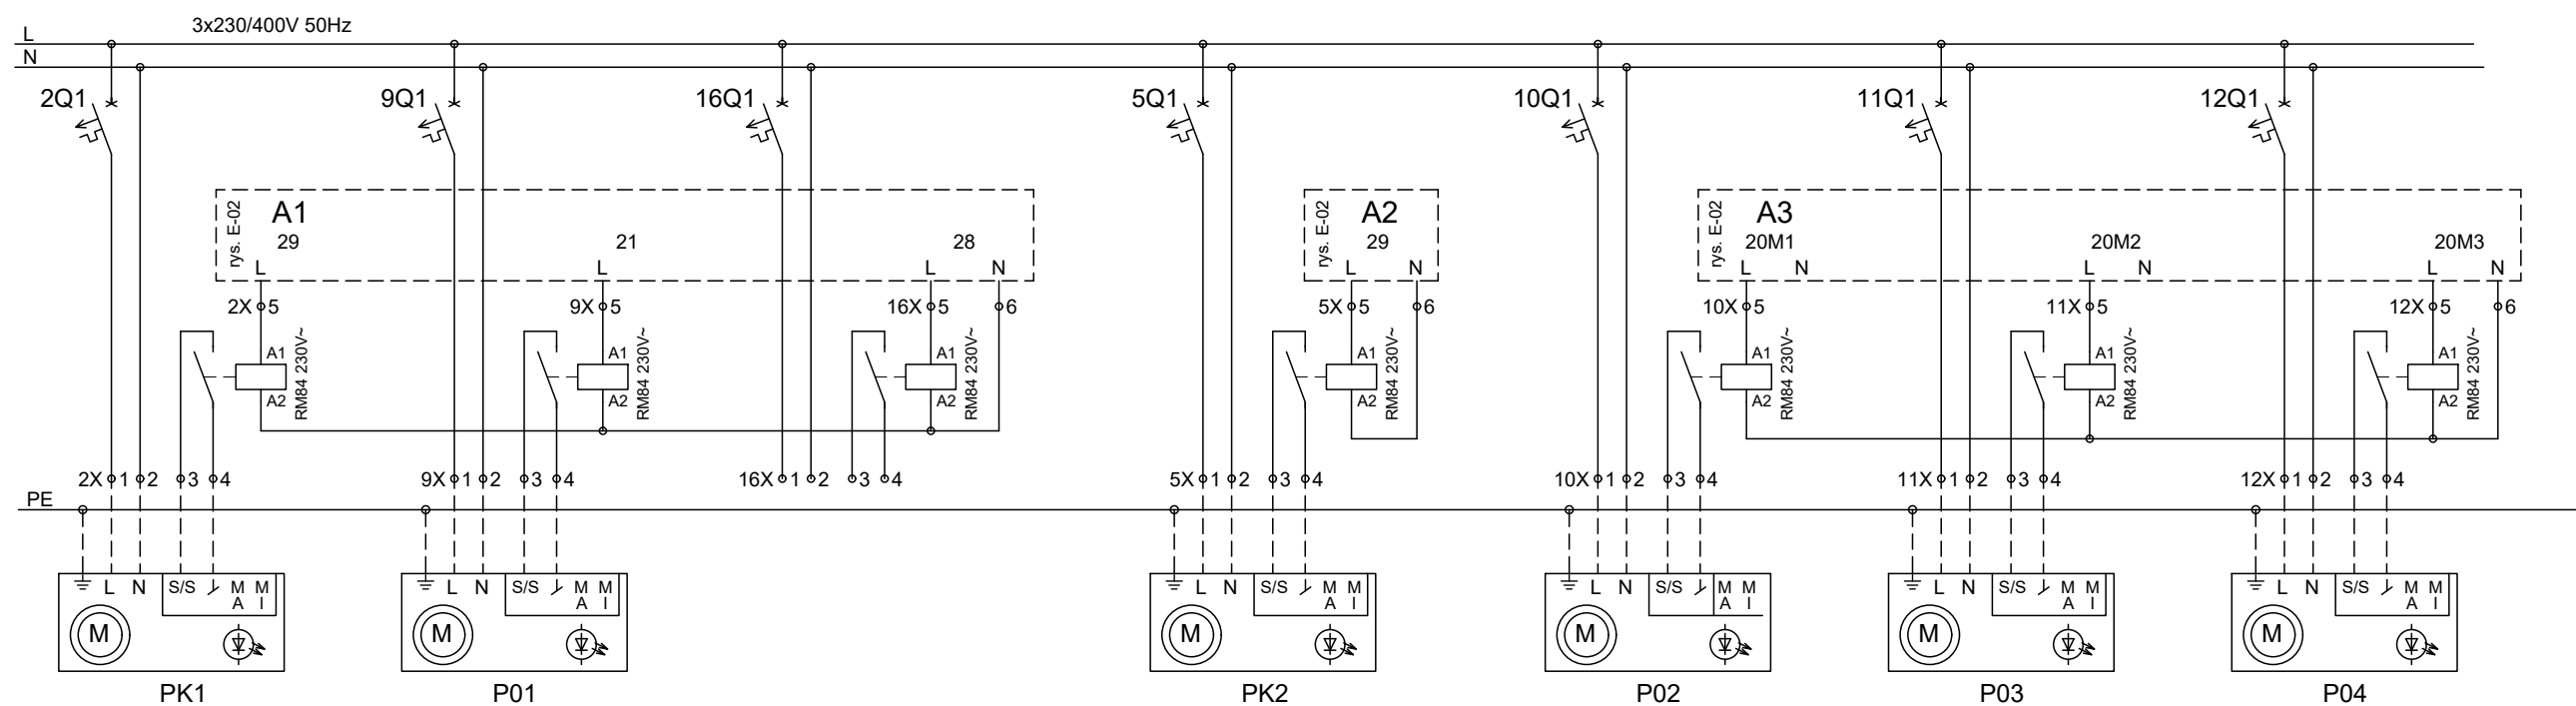 3x230/400V 50Hz
L
N
2Q1 9Q1 16Q1 5Q1 10Q1 11Q1 12Q1
rys. E-02 A1 rys. E-02 A2 rys. E-02 A3
29 21 28 29 20M1 20M2 20M3
L L L N L N L N L N L N
2X 5 9X 5 16X 5 6 5X 5 6 10X 5 11X 5 12X 5 6
A1 A1 A1 A1 A1 A1 A1
RM84 230V~ RM84 230V~ RM84 230V~ RM84 230V~ RM84 230V~ RM84 230V~ RM84 230V~
A2 A2 A2 A2 A2 A2 A2
2X 1 2 3 4 9X 1 2 3 4 16X 1 2 3 4 5X 1 2 3 4 10X 1 2 3 4 11X 1 2 3 4 12X 1 2 3 4
PE
L N S/S M M L N S/S M M L N S/S M M L N S/S M M L N S/S M M L N S/S M M
A I A I A I A I A I A I
M M M M M M
PK1 P01 PK2 P02 P03 P04